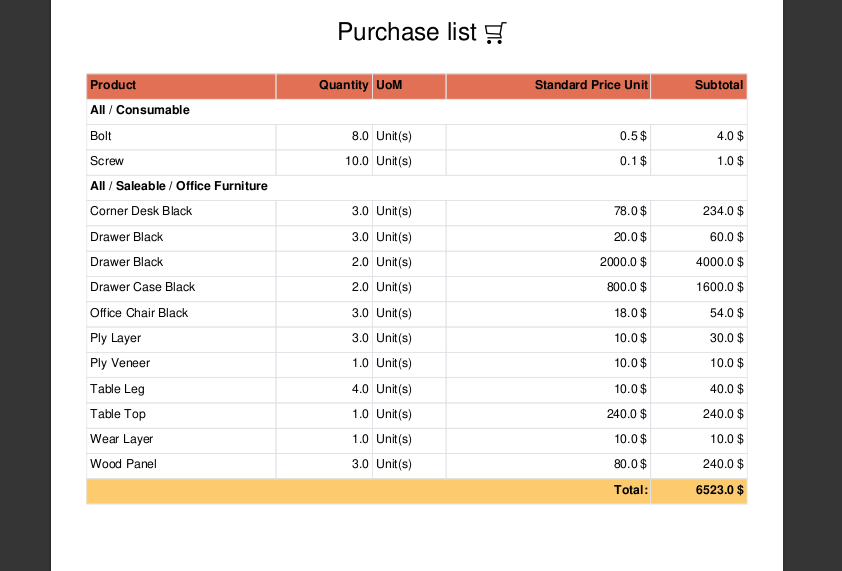 Purchase list
Product Quantity UoM Standard Price Unit Subtotal
All / Consumable
Bolt 8.0 Unit(s) 0.5 $ 4.0 $
Screw 10.0 Unit(s) 0.1 $ 1.0 $
All / Saleable / Office Furniture
Corner Desk Black 3.0 Unit(s) 78.0 $ 234.0 $
Drawer Black 3.0 Unit(s) 20.0 $ 60.0 $
Drawer Black 2.0 Unit(s) 2000.0 $ 4000.0 $
Drawer Case Black 2.0 Unit(s) 800.0 $ 1600.0 $
Office Chair Black 3.0 Unit(s) 18.0 $ 54.0 $
Ply Layer 3.0 Unit(s) 10.0 $ 30.0 $
Ply Veneer 1.0 Unit(s) 10.0 $ 10.0 $
Table Leg 4.0 Unit(s) 10.0 $ 40.0 $
Table Top 1.0 Unit(s) 240.0 $ 240.0 $
Wear Layer 1.0 Unit(s) 10.0 $ 10.0 $
Wood Panel 3.0 Unit(s) 80.0 $ 240.0 $
Total: 6523.0 $